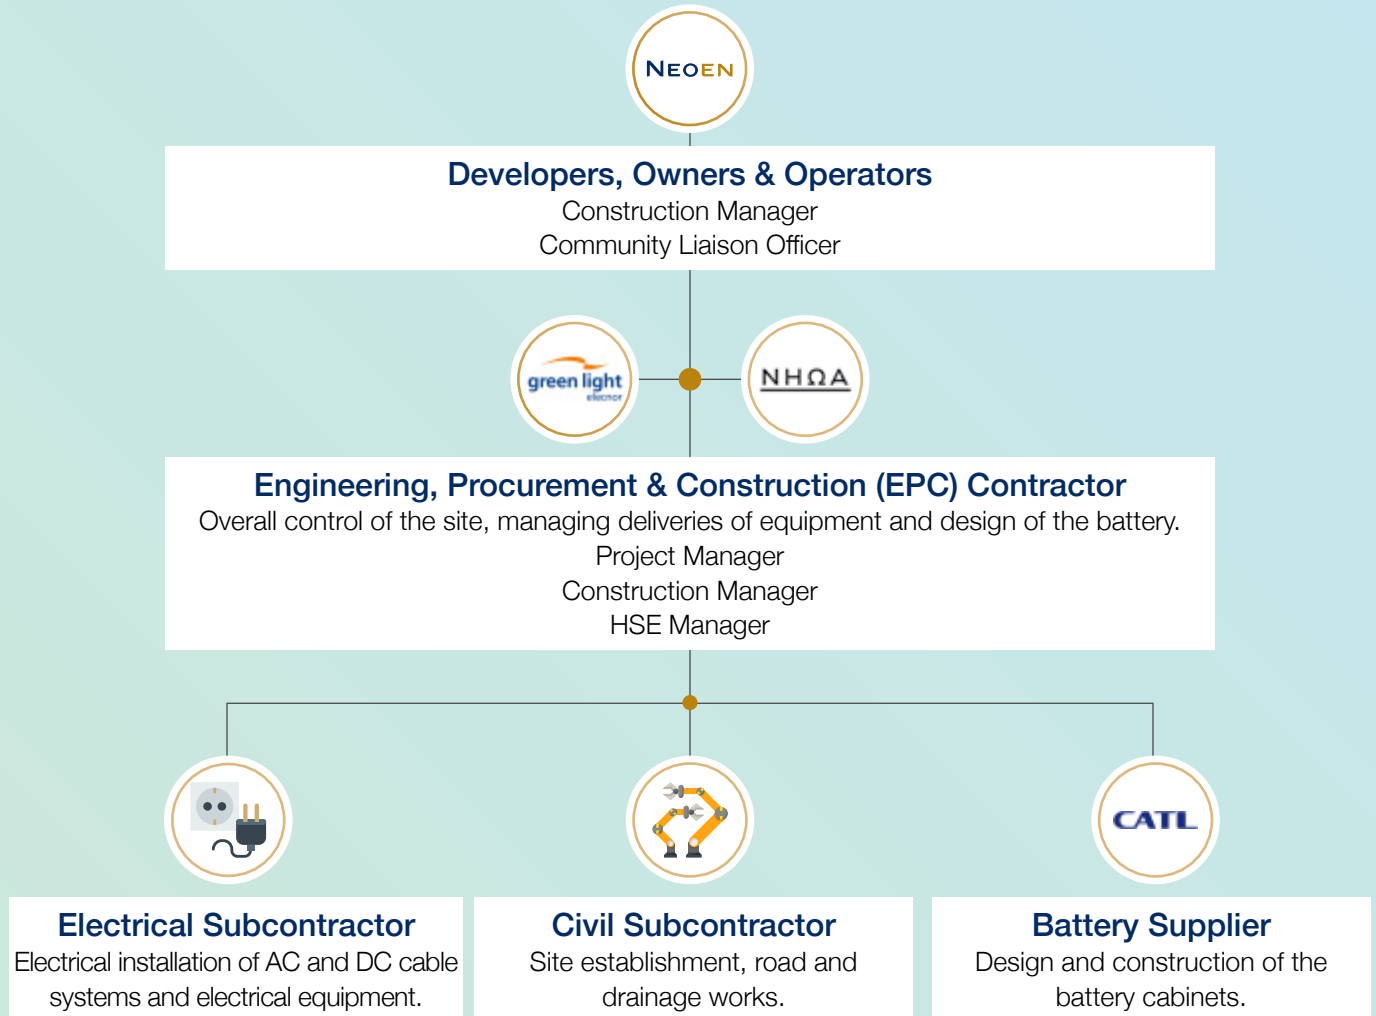 NEOEN
Developers, Owners & Operators
Construction Manager
Community Liaison Officer
green light
elecnor
NHΩA
Engineering, Procurement & Construction (EPC) Contractor
Overall control of the site, managing deliveries of equipment and design of the battery.
Project Manager
Construction Manager
HSE Manager
CATL
Electrical Subcontractor
Electrical installation of AC and DC cable
systems and electrical equipment.
Civil Subcontractor
Site establishment, road and
drainage works.
Battery Supplier
Design and construction of the
battery cabinets.